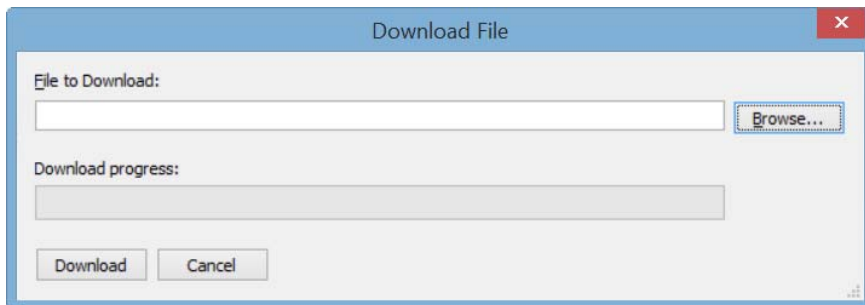 Download File
File to Download:
Browse...
Download progress:
Download Cancel